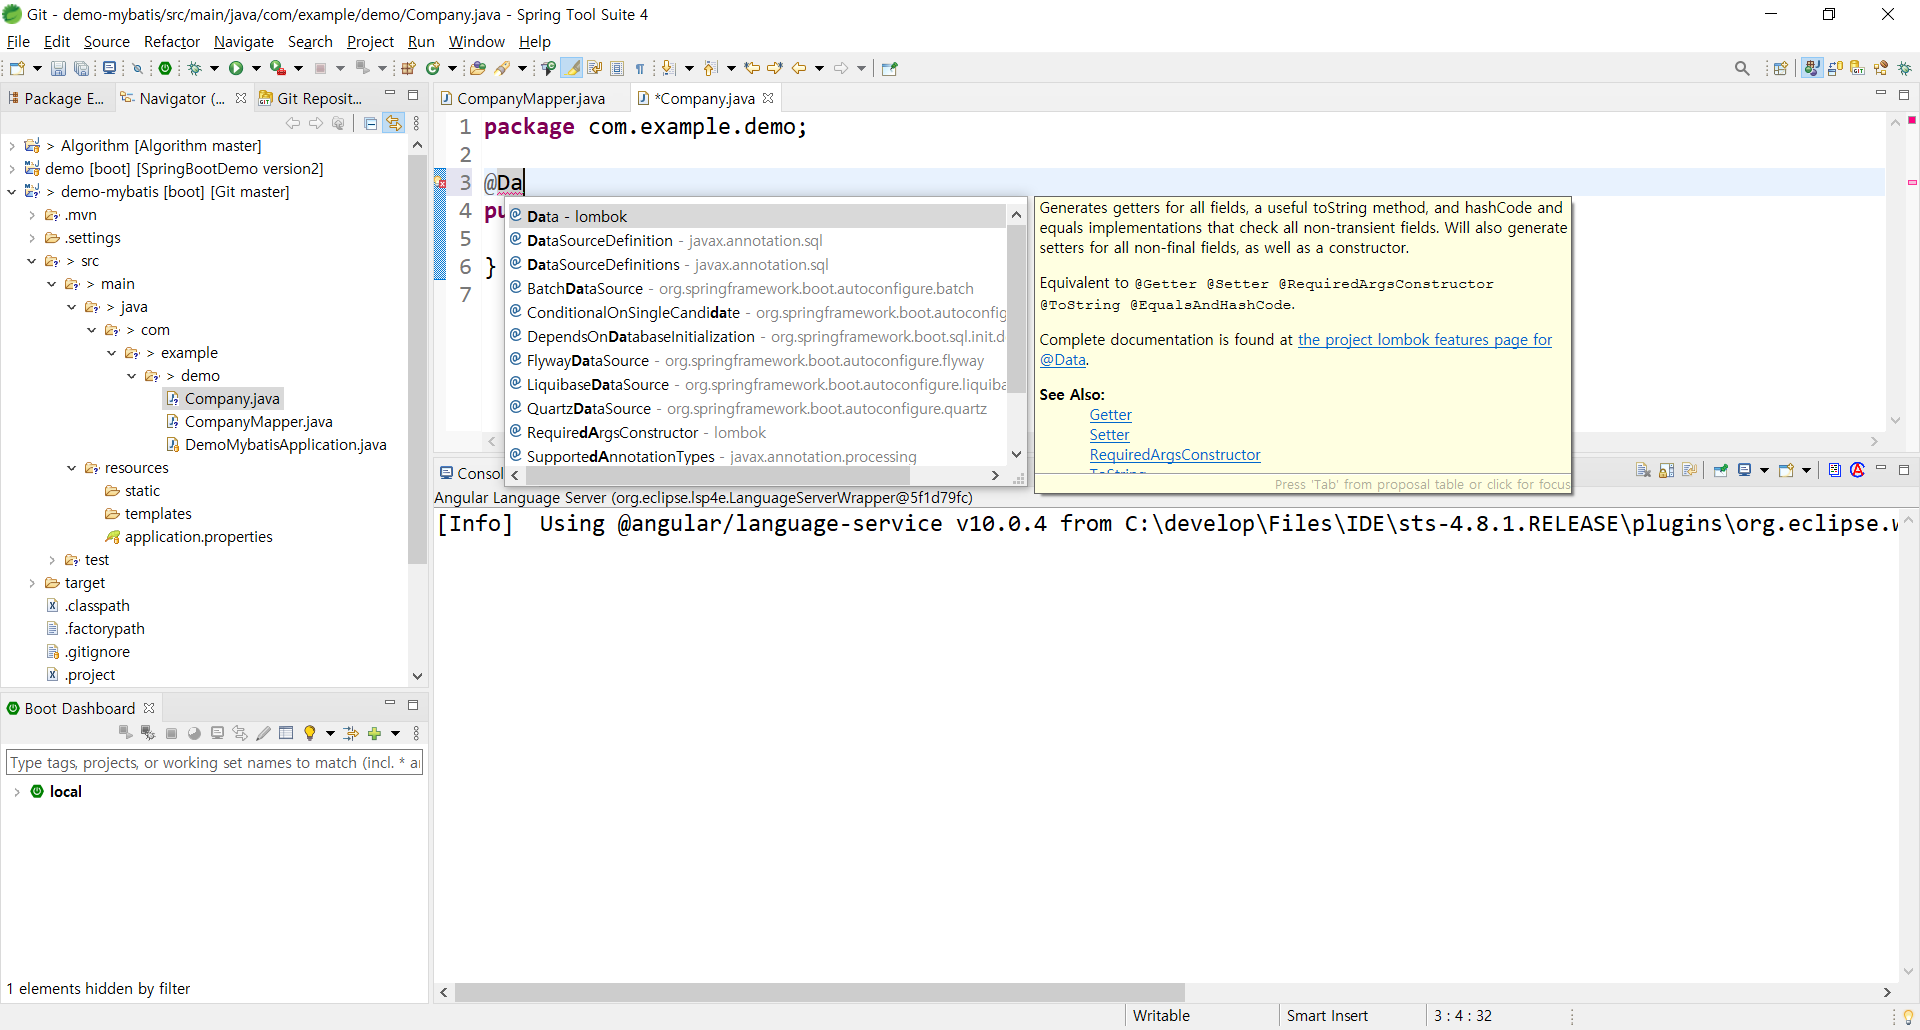 Git - demo-mybatis/src/main/java/com/example/demo/Company.java - Spring Tool Suite 4
File Edit Source Refactor Navigate Search Project Run Window Help
Package E... Navigator (... Git Reposit...
> Algorithm [Algorithm master]
demo [boot] [SpringBootDemo version2]
> demo-mybatis [boot] [Git master]
.mvn
.settings
> src
> main
> java
> com
> example
> demo
Company.java
CompanyMapper.java
DemoMybatisApplication.java
resources
static
templates
application.properties
test
target
.classpath
.factorypath
.gitignore
.project
Boot Dashboard
Type tags, projects, or working set names to match (incl. *
local
1 elements hidden by filter
CompanyMapper.java *Company.java
1 package com.example.demo;
2
3 @Da
4 pu
5
6 }
7
Data - lombok
DataSourceDefinition - javax.annotation.sql
DataSourceDefinitions - javax.annotation.sql
BatchDataSource - org.springframework.boot.autoconfigure.batch
ConditionalOnSingleCandidate - org.springframework.boot.autoconfig
DependsOnDatabaseInitialization - org.springframework.boot.sql.init.d
FlywayDataSource - org.springframework.boot.autoconfigure.flyway
LiquibaseDataSource - org.springframework.boot.autoconfigure.liquiba
QuartzDataSource - org.springframework.boot.autoconfigure.quartz
RequiredArgsConstructor - lombok
SupportedAnnotationTypes - javax.annotation.processing
Generates getters for all fields, a useful toString method, and hashCode and
equals implementations that check all non-transient fields. Will also generate
setters for all non-final fields, as well as a constructor.
Equivalent to @Getter @Setter @RequiredArgsConstructor
@ToString @EqualsAndHashCode.
Complete documentation is found at the project lombok features page for
@Data.
See Also:
Getter
Setter
RequiredArgsConstructor
ToString
Press 'Tab' from proposal table or click for focus
Consol
Angular Language Server (org.eclipse.lsp4e.LanguageServerWrapper@5f1d79fc)
[Info] Using @angular/language-service v10.0.4 from C:\develop\Files\IDE\sts-4.8.1.RELEASE\plugins\org.eclipse.w
Writable Smart Insert 3 : 4 : 32